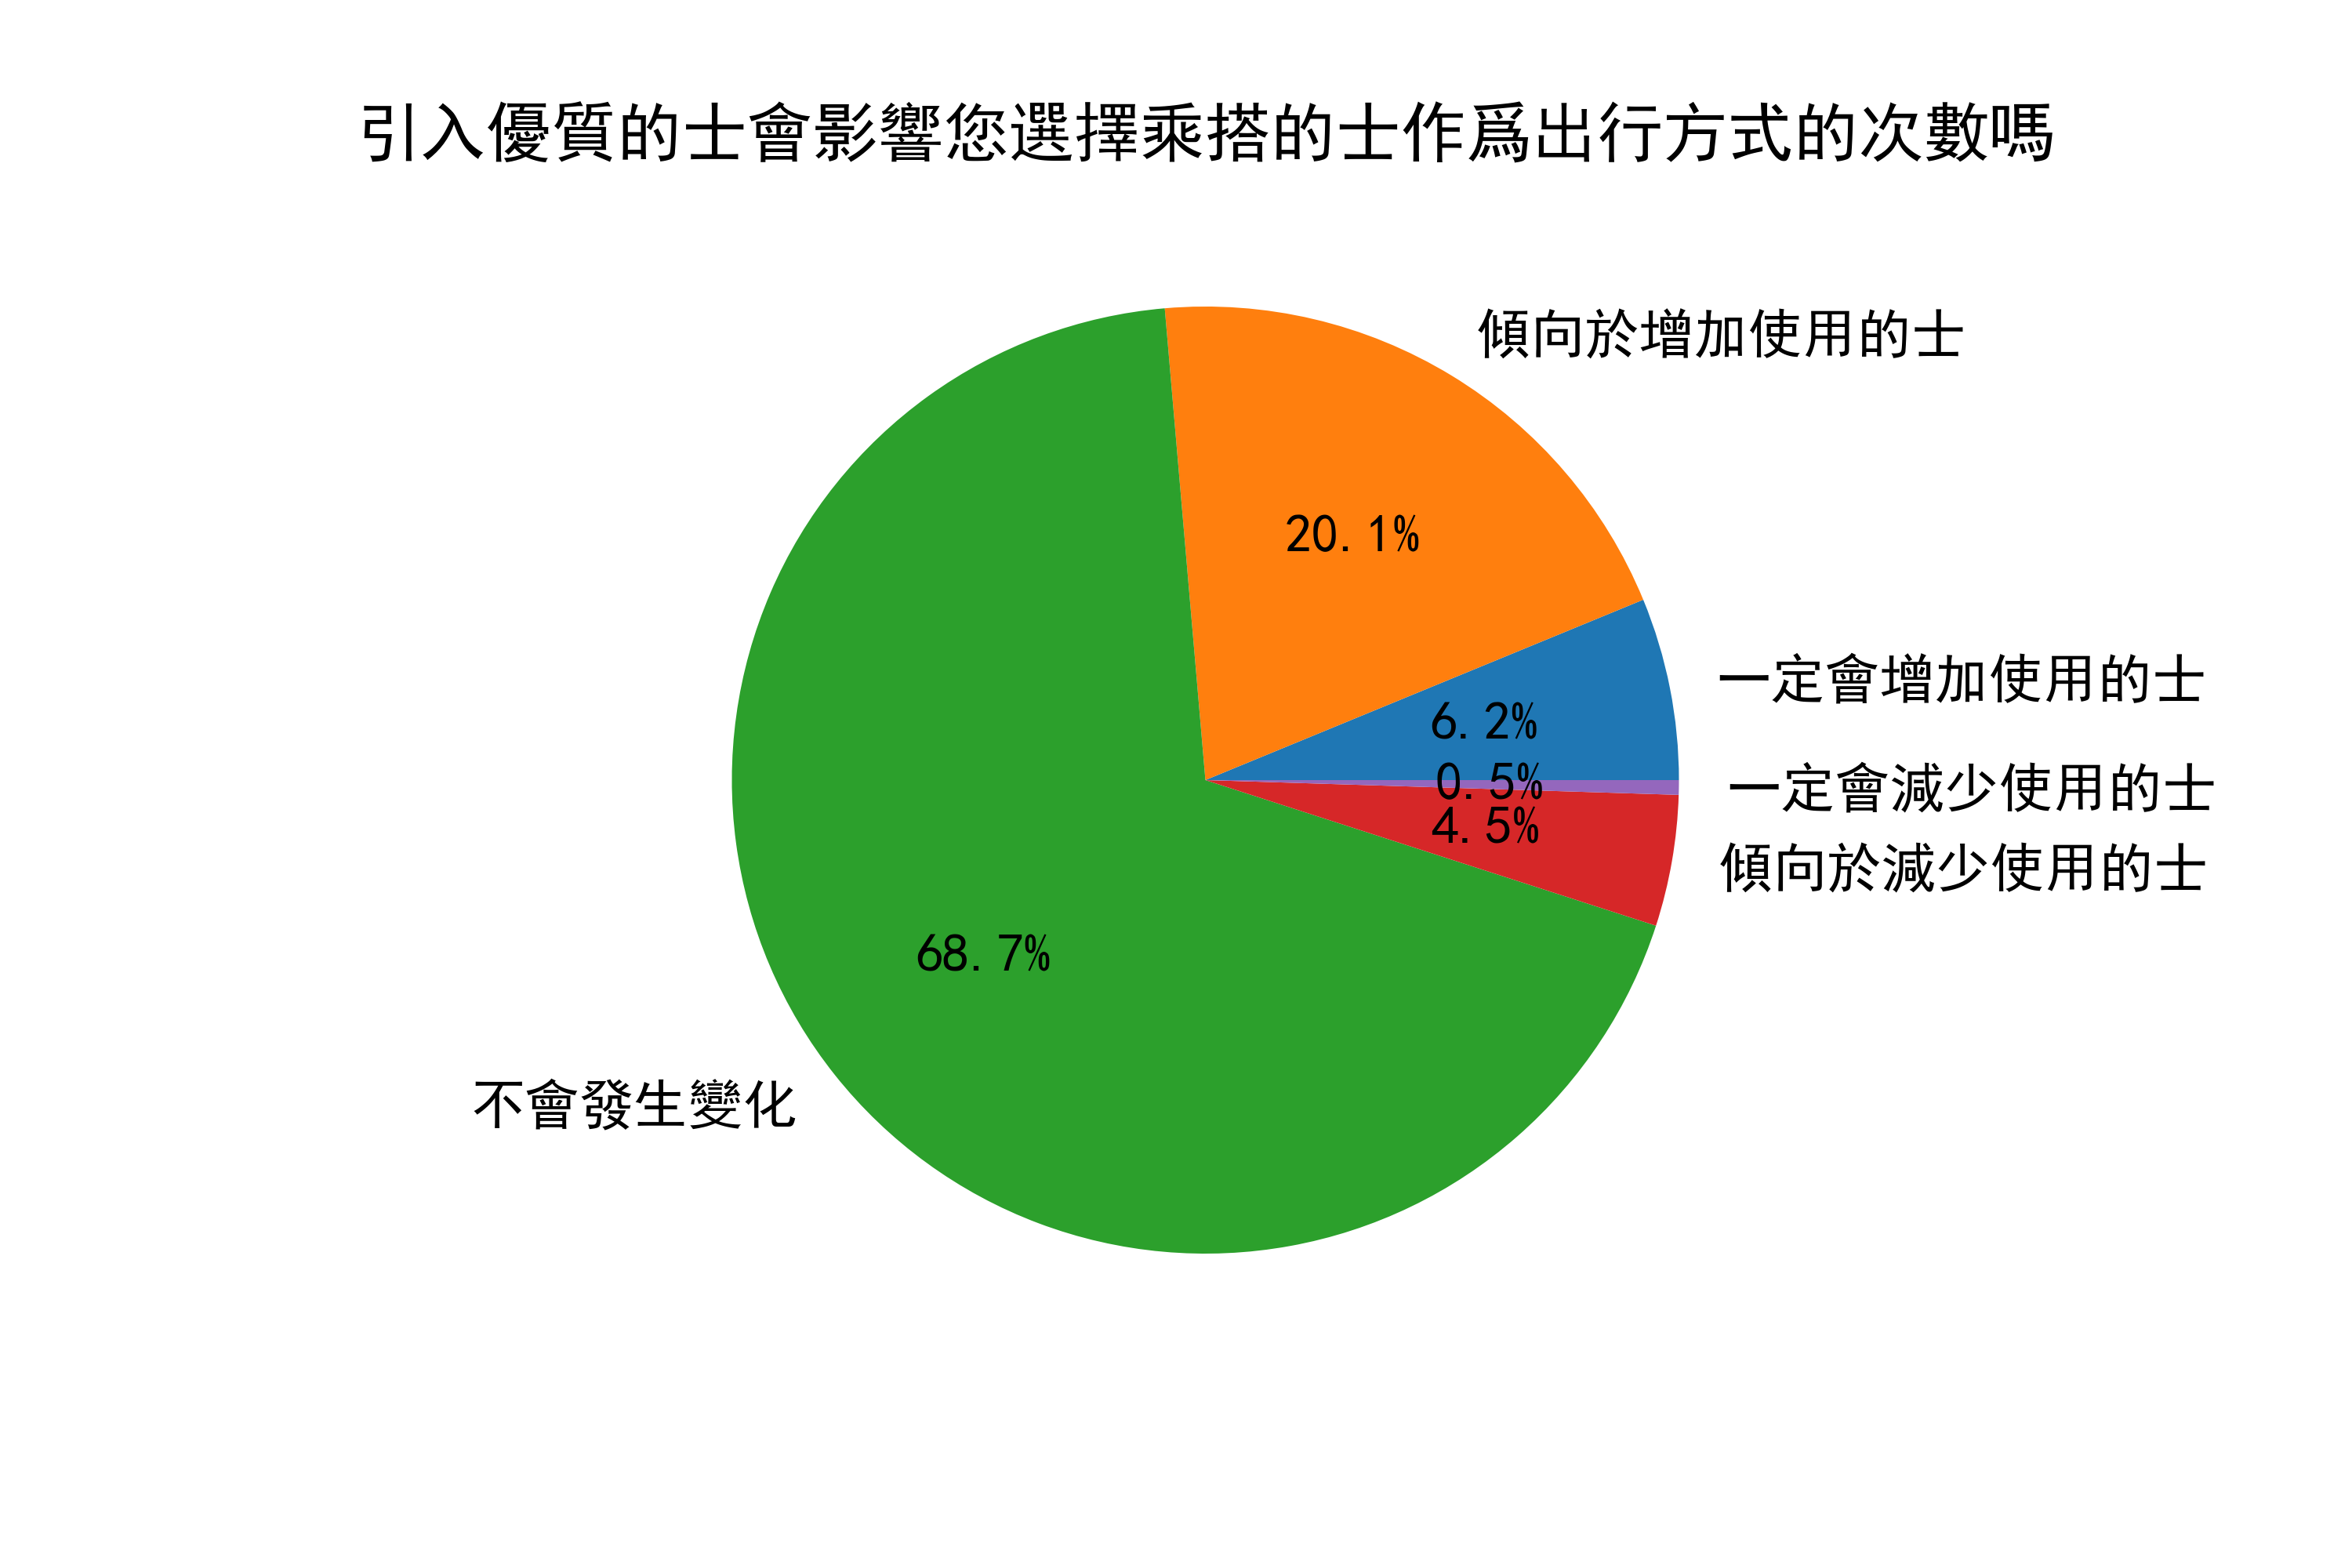 引入優質的士會影響您選擇乘搭的士作爲出行方式的次數嗎
傾向於增加使用的士
20.1%
一定會增加使用的士
6.2%
0.5%
一定會減少使用的士
4.5%
傾向於減少使用的士
68.7%
不會發生變化